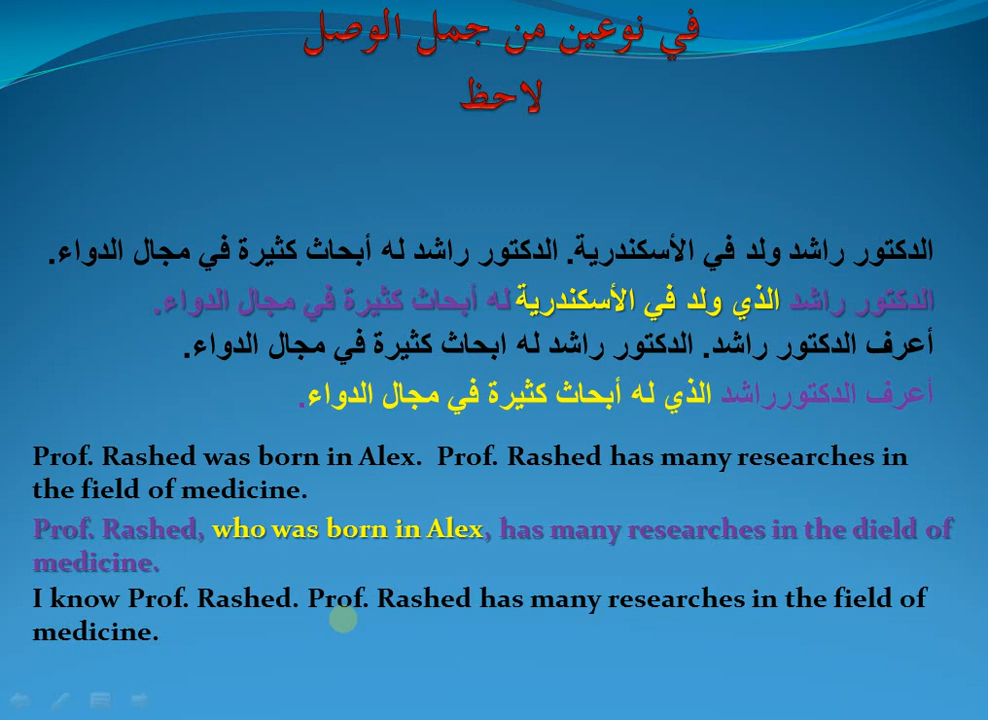 في نوعين من جمل الوصل
لاحظ
الدكتور راشد ولد في الأسكندرية. الدكتور راشد له أبحاث كثيرة في مجال الدواء.
الدكتور راشد الذي ولد في الأسكندرية له أبحاث كثيرة في مجال الدواء.
أعرف الدكتور راشد. الدكتور راشد له ابحاث كثيرة في مجال الدواء.
أعرف الدكتورراشد الذي له أبحاث كثيرة في مجال الدواء.
Prof. Rashed was born in Alex. Prof. Rashed has many researches in
the field of medicine.
Prof. Rashed, who was born in Alex, has many researches in the dield of
medicine.
I know Prof. Rashed. Prof. Rashed has many researches in the field of
medicine.